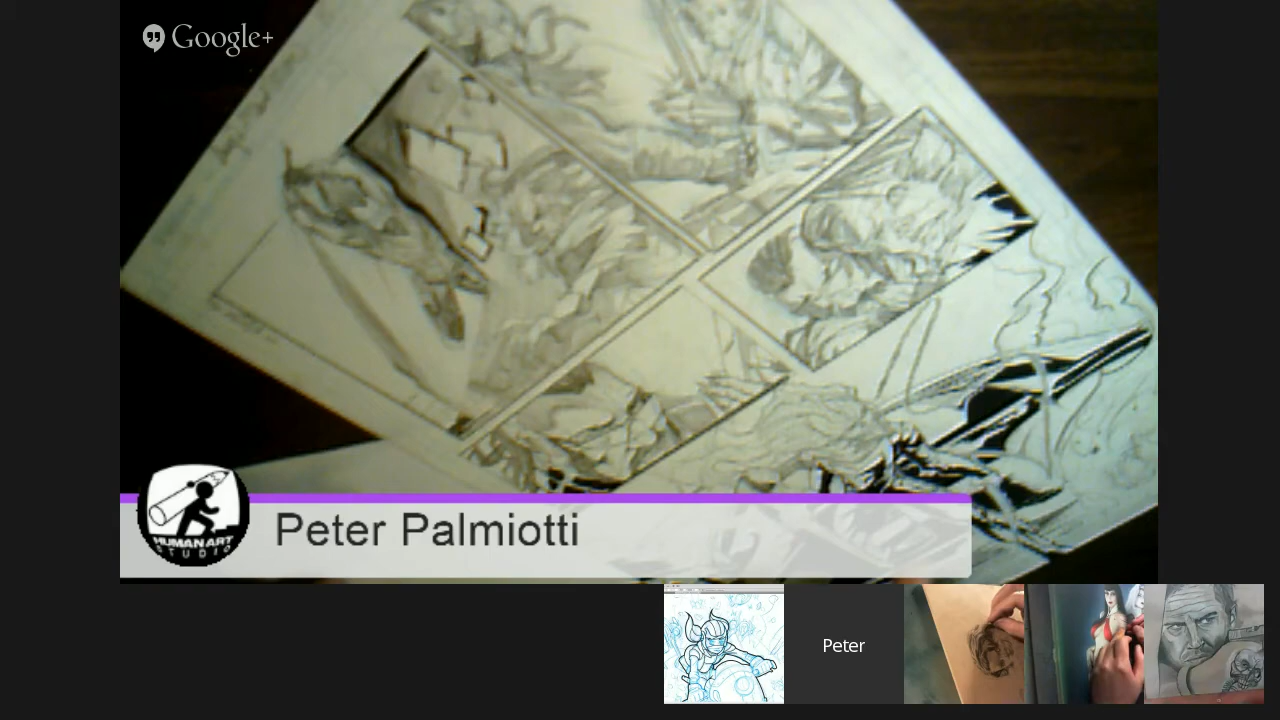 Google+
HUMAN ART
STUDIO
Peter Palmiotti
Peter